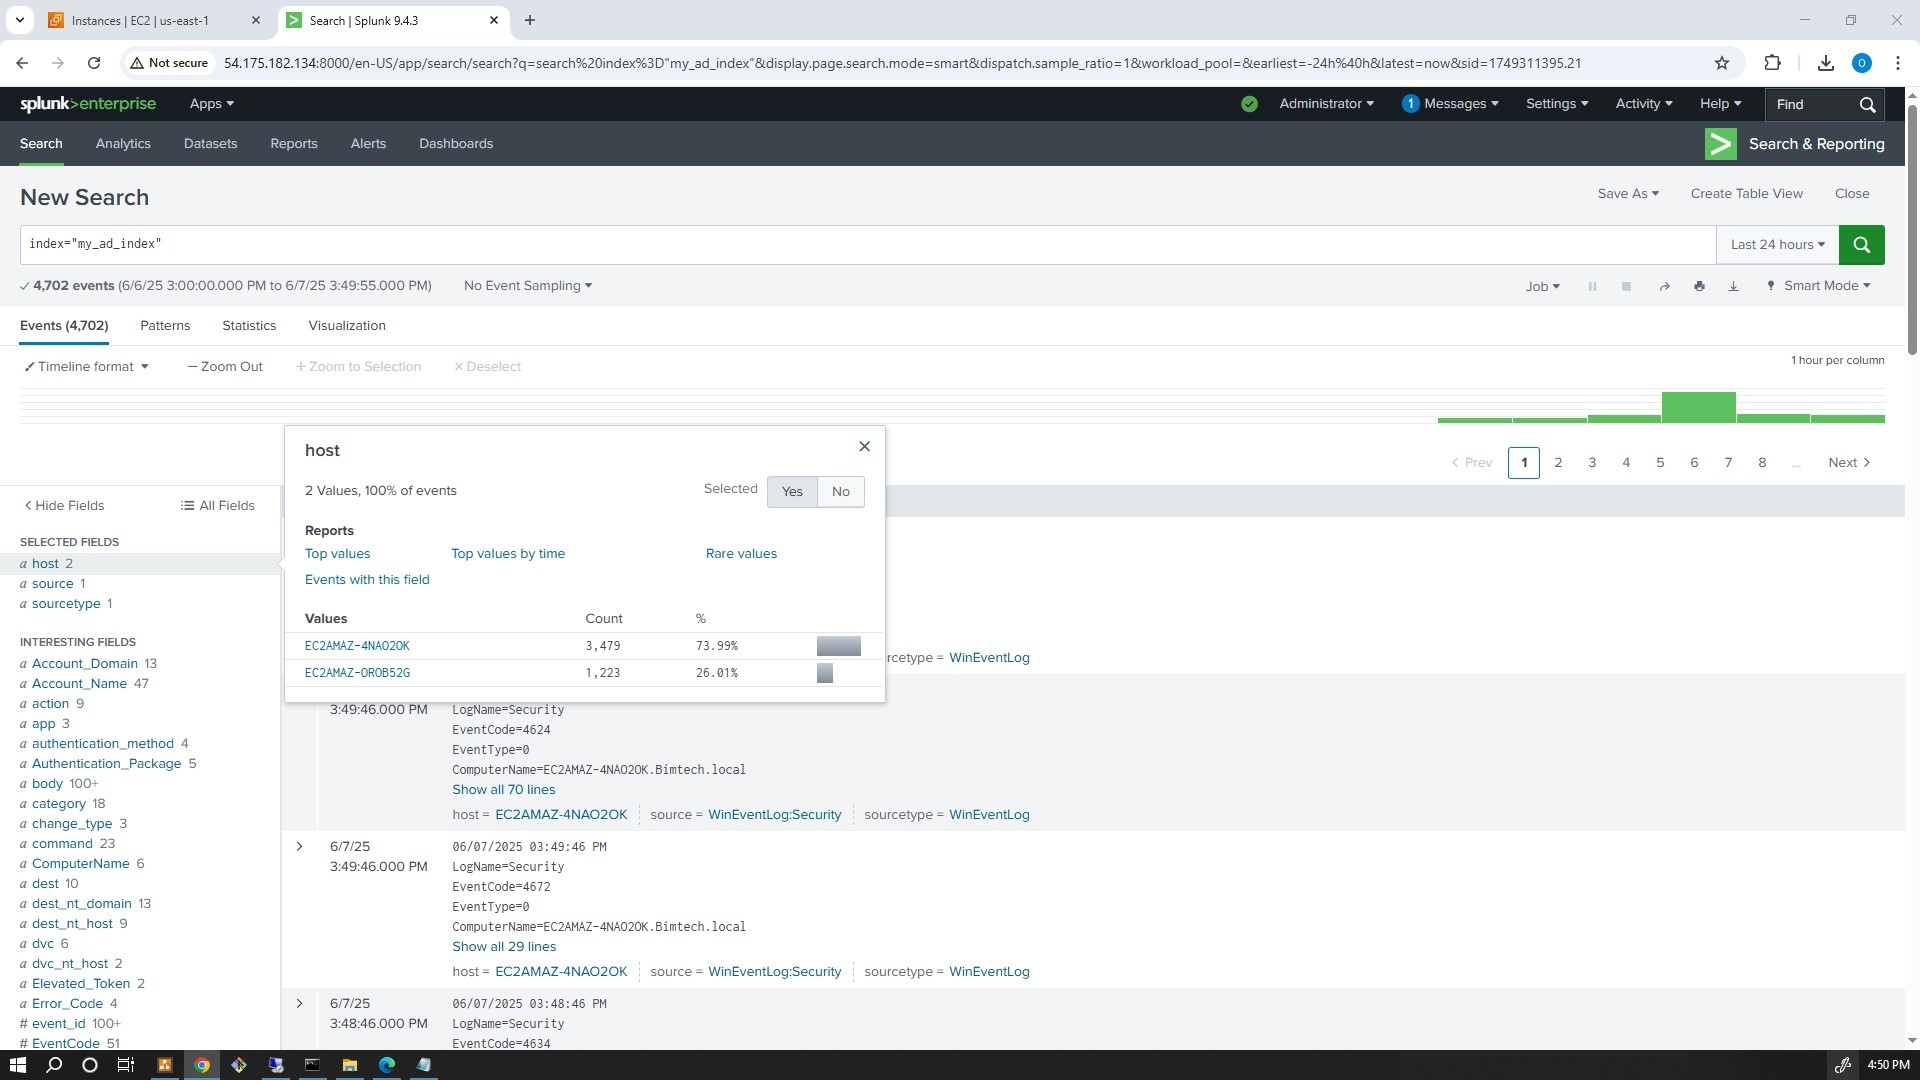 Instances | EC2 | us-east-1
Search | Splunk 9.4.3
Not secure
54.175.182.134:8000/en-US/app/search/search?q=search%20index%3D"my_ad_index"&display.page.search.mode=smart&dispatch.sample_ratio=1&workload_pool=&earliest=-24h%40h&latest=now&sid=1749311395.21
O
splunk>enterprise
Apps
Administrator
1
Messages
Settings
Activity
Help
Find
Search
Analytics
Datasets
Reports
Alerts
Dashboards
Search & Reporting
New Search
Save As
Create Table View
Close
index="my_ad_index"
Last 24 hours
4,702 events (6/6/25 3:00:00.000 PM to 6/7/25 3:49:55.000 PM)
No Event Sampling
Job
Smart Mode
Events (4,702)
Patterns
Statistics
Visualization
Timeline format
Zoom Out
+ Zoom to Selection
Deselect
1 hour per column
host
2 Values, 100% of events
Selected
Yes
No
Reports
Top values
Top values by time
Rare values
Events with this field
Values
Count
%
EC2AMAZ-4NAO2OK
3,479
73.99%
EC2AMAZ-OROB52G
1,223
26.01%
Prev
1
2
3
4
5
6
7
8
...
Next
Hide Fields
All Fields
SELECTED FIELDS
a host 2
a source 1
a sourcetype 1
INTERESTING FIELDS
a Account_Domain 13
a Account_Name 47
a action 9
a app 3
a authentication_method 4
a Authentication_Package 5
a body 100+
a category 18
a change_type 3
a command 23
a ComputerName 6
a dest 10
a dest_nt_domain 13
a dest_nt_host 9
a dvc 6
a dvc_nt_host 2
a Elevated_Token 2
a Error_Code 4
# event_id 100+
# EventCode 51
rcetype = WinEventLog
3:49:46.000 PM
LogName=Security
EventCode=4624
EventType=0
ComputerName=EC2AMAZ-4NAO2OK.Bimtech.local
Show all 70 lines
host = EC2AMAZ-4NAO2OK
source = WinEventLog:Security
sourcetype = WinEventLog
6/7/25
3:49:46.000 PM
06/07/2025 03:49:46 PM
LogName=Security
EventCode=4672
EventType=0
ComputerName=EC2AMAZ-4NAO2OK.Bimtech.local
Show all 29 lines
host = EC2AMAZ-4NAO2OK
source = WinEventLog:Security
sourcetype = WinEventLog
6/7/25
3:48:46.000 PM
06/07/2025 03:48:46 PM
LogName=Security
EventCode=4634
4:50 PM